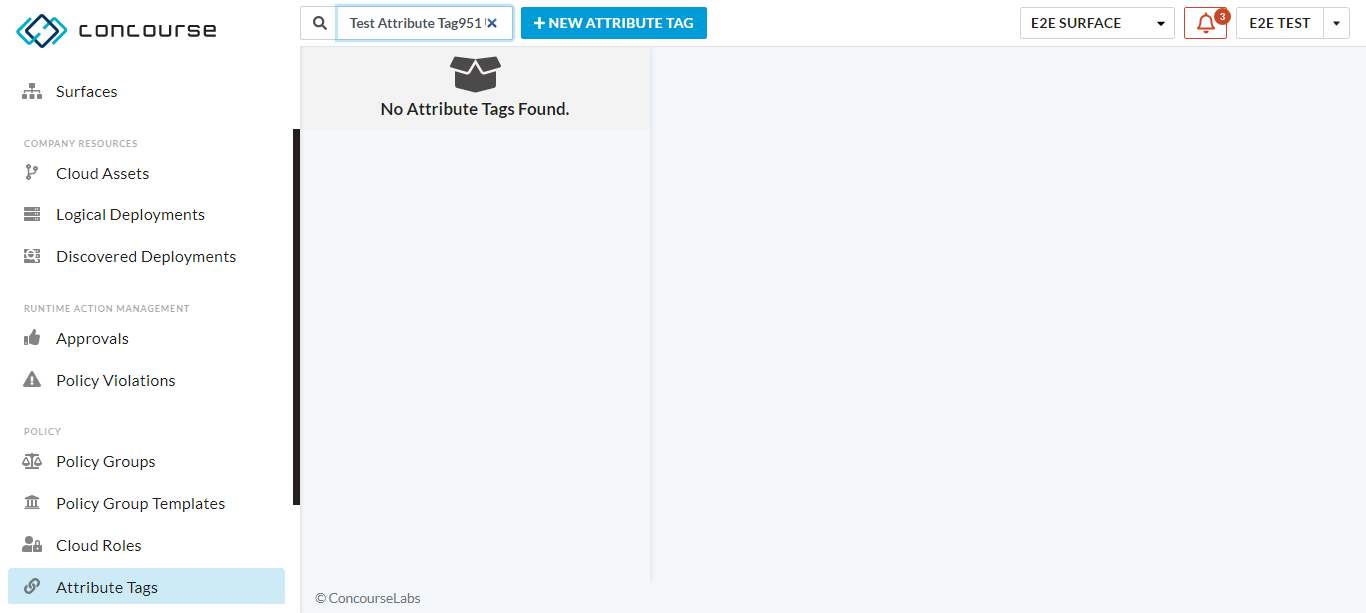 concourse
Test Attribute Tag951
NEW ATTRIBUTE TAG
E2E SURFACE
3
E2E TEST
Surfaces
COMPANY RESOURCES
Cloud Assets
Logical Deployments
Discovered Deployments
RUNTIME ACTION MANAGEMENT
Approvals
Policy Violations
POLICY
Policy Groups
Policy Group Templates
Cloud Roles
Attribute Tags
No Attribute Tags Found.
© ConcourseLabs